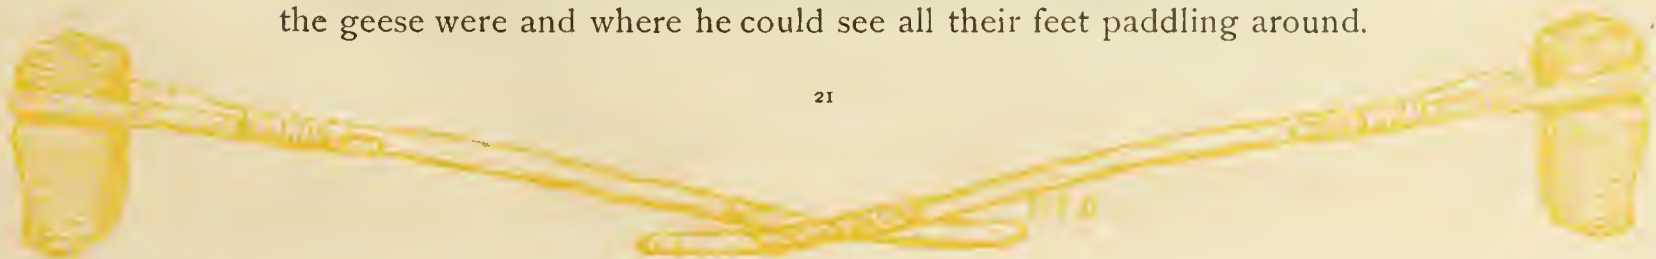 the geese were and where he could see all their feet paddling around.
21